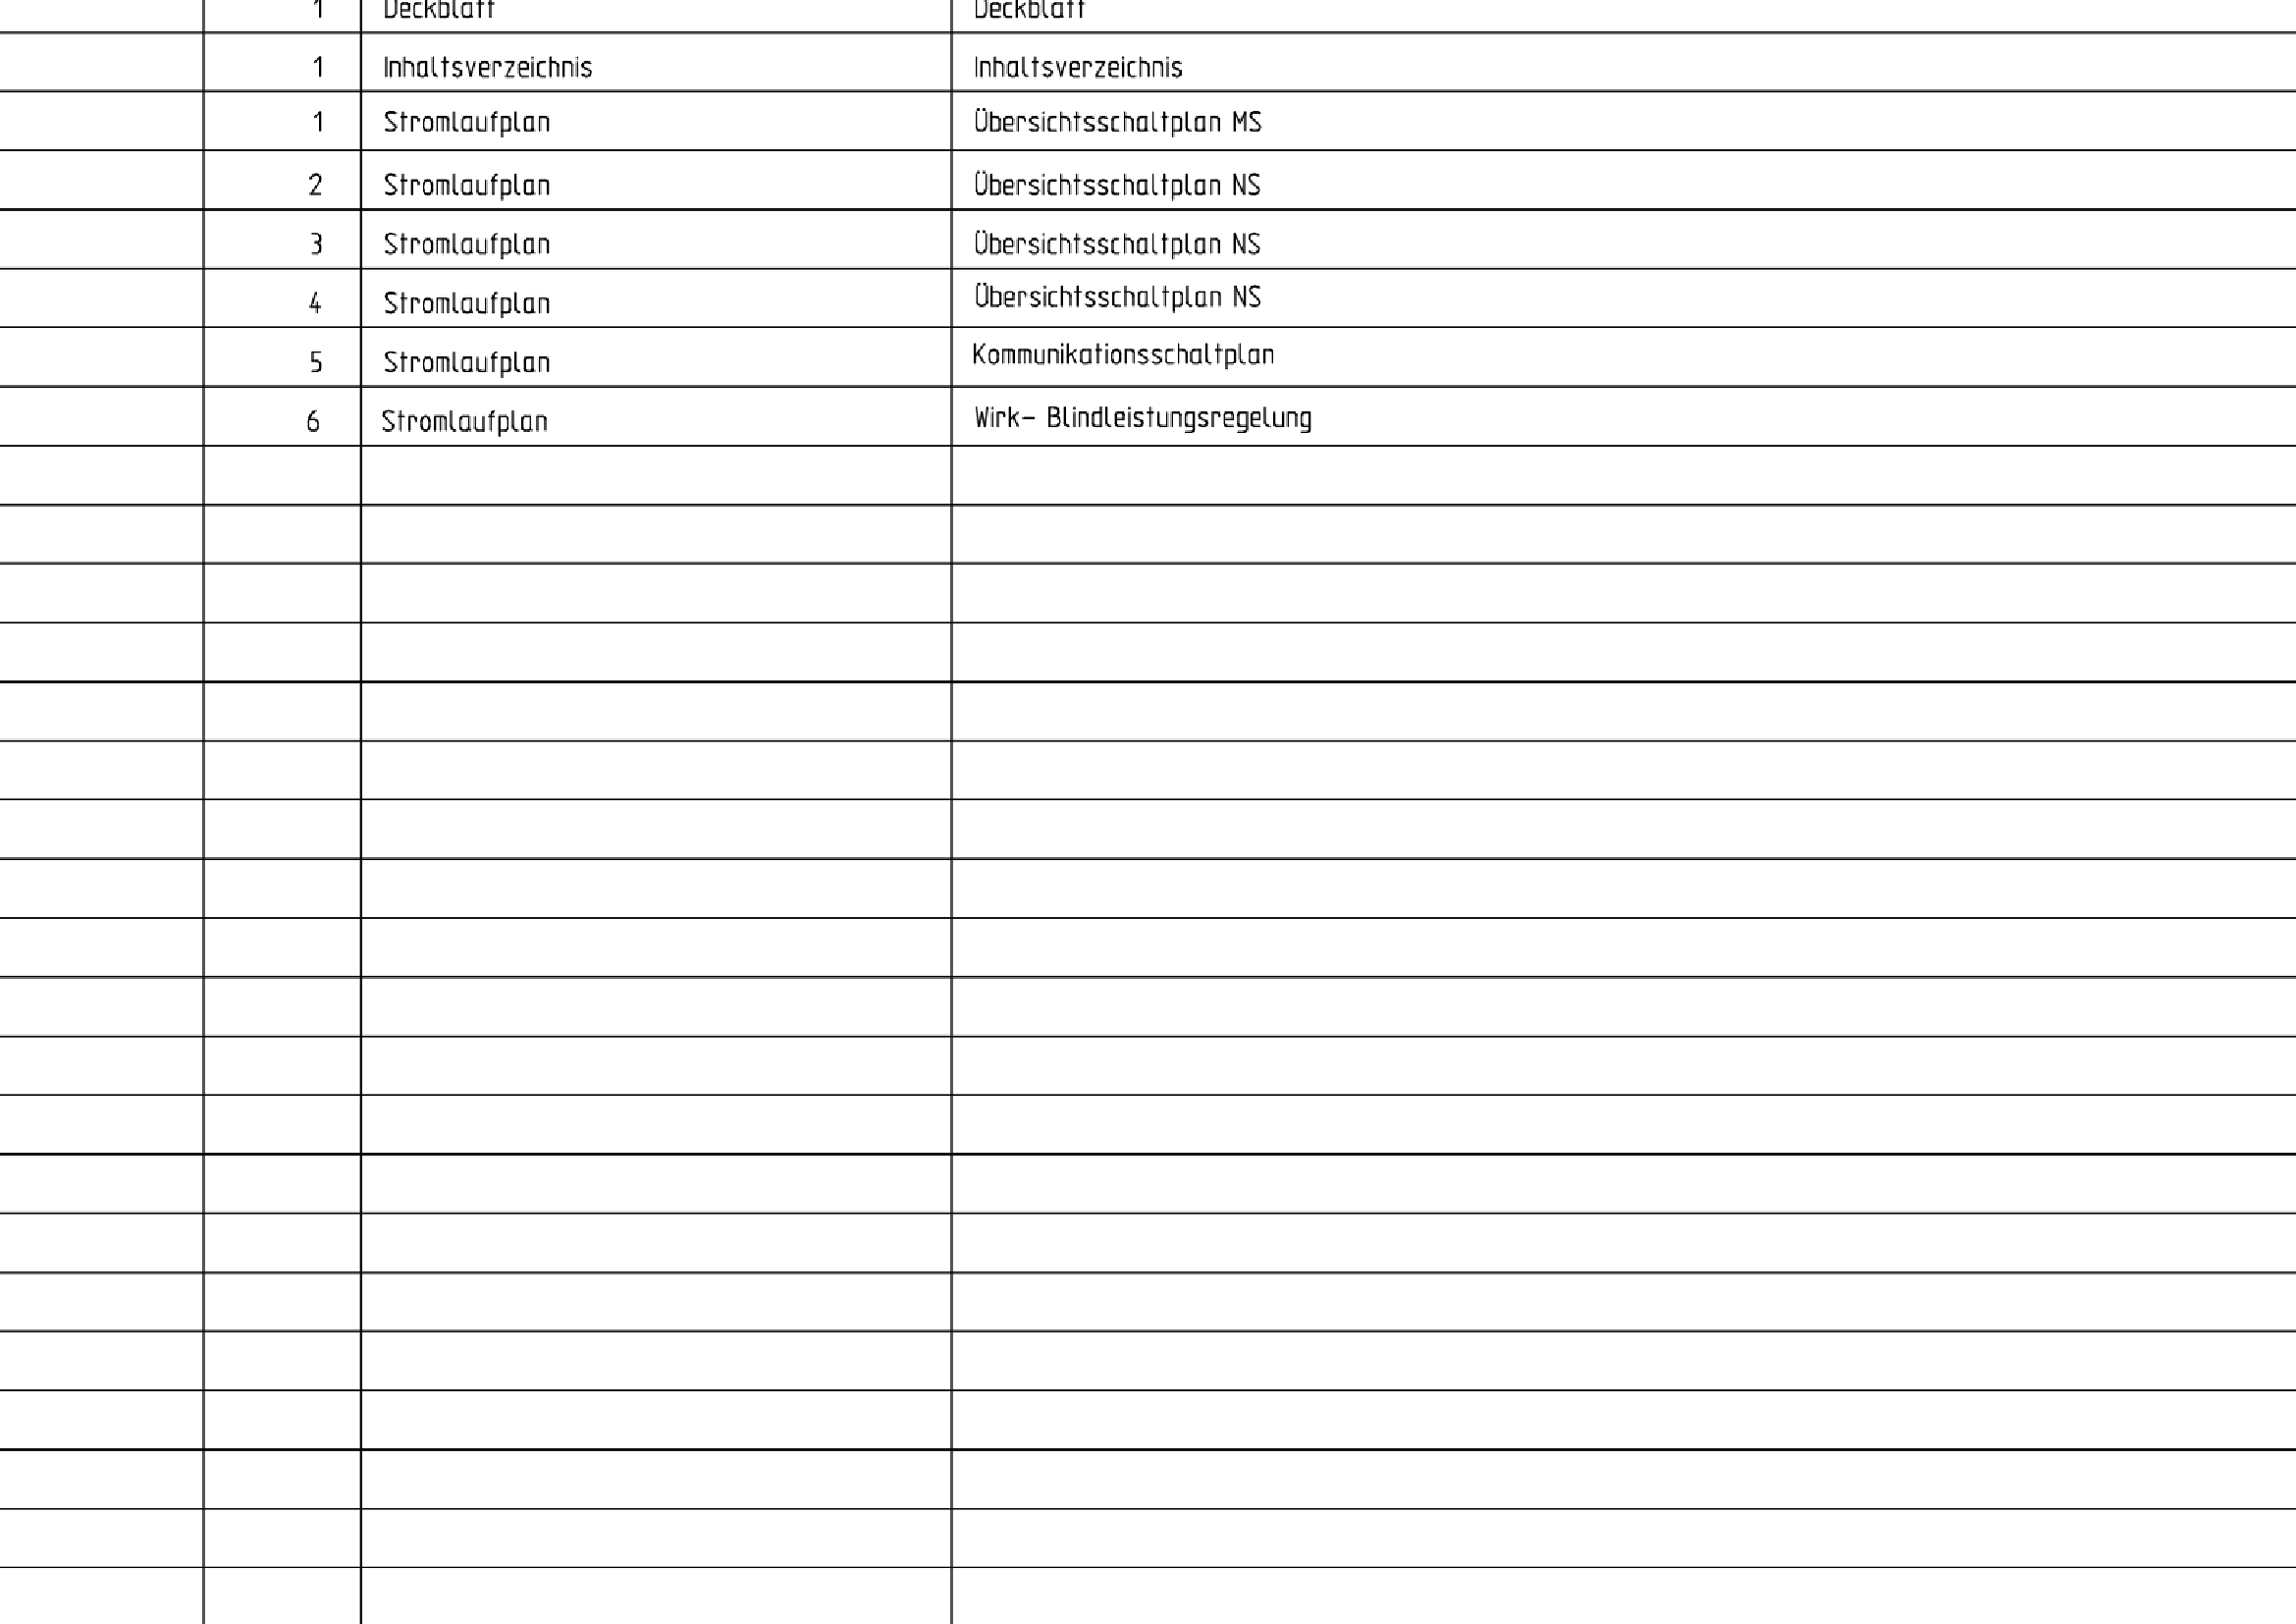 1 Deckblatt Deckblatt
1 Inhaltsverzeichnis Inhaltsverzeichnis
1 Stromlaufplan Übersichtsschaltplan MS
2 Stromlaufplan Übersichtsschaltplan NS
3 Stromlaufplan Übersichtsschaltplan NS
4 Stromlaufplan Übersichtsschaltplan NS
5 Stromlaufplan Kommunikationsschaltplan
6 Stromlaufplan Wirk- Blindleistungsregelung